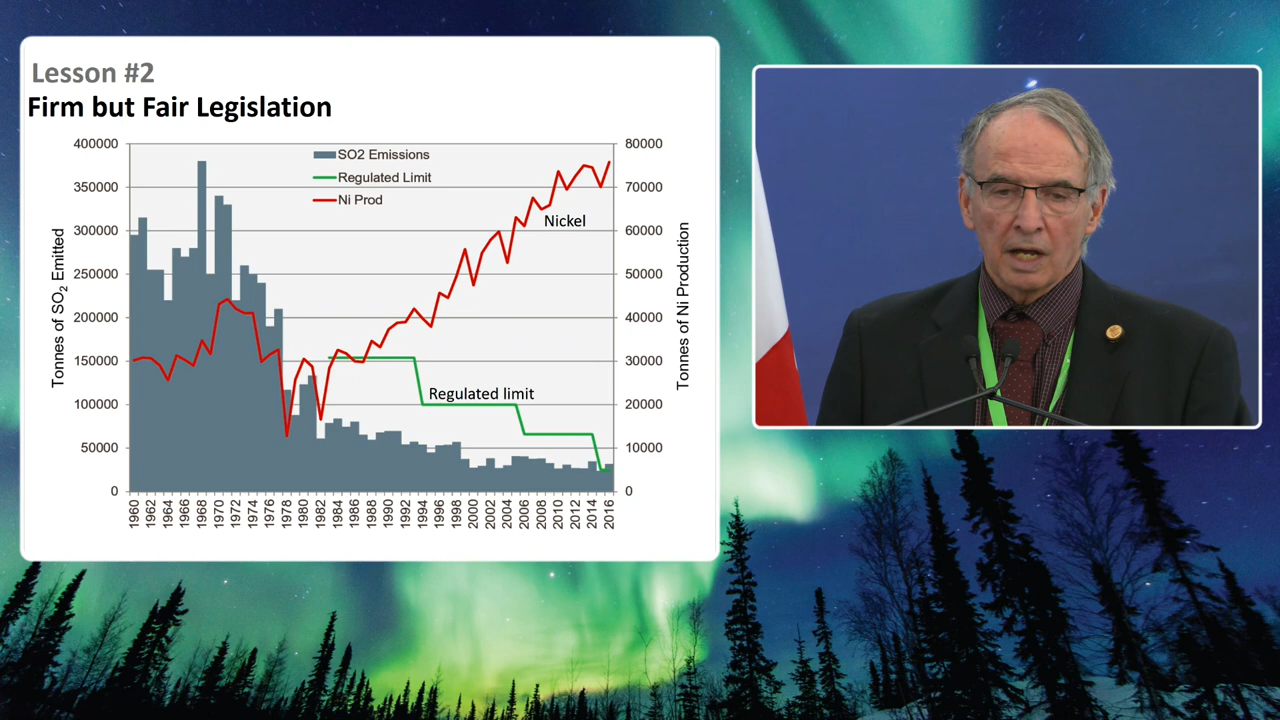 Lesson #2
Firm but Fair Legislation
400000
350000
300000
250000
200000
150000
100000
50000
0
Tonnes of SO2 Emitted
SO2 Emissions
Regulated Limit
Ni Prod
Nickel
Regulated limit
80000
70000
60000
50000
40000
30000
20000
10000
0
Tonnes of Ni Production
1960 1962 1964 1966 1968 1970 1972 1974 1976 1978 1980 1982 1984 1986 1988 1990 1992 1994 1996 1998 2000 2002 2004 2006 2008 2010 2012 2014 2016